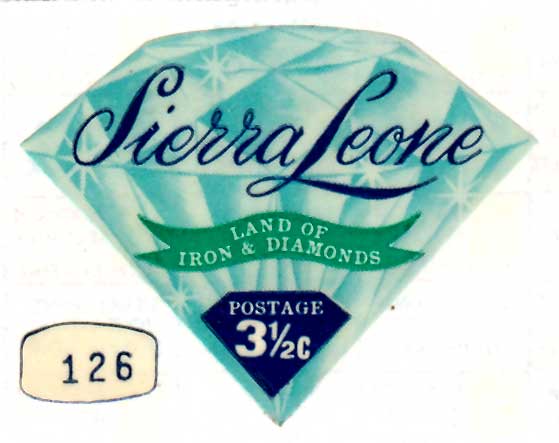 Sierra Leone
LAND OF
IRON & DIAMONDS
POSTAGE
3½C
126